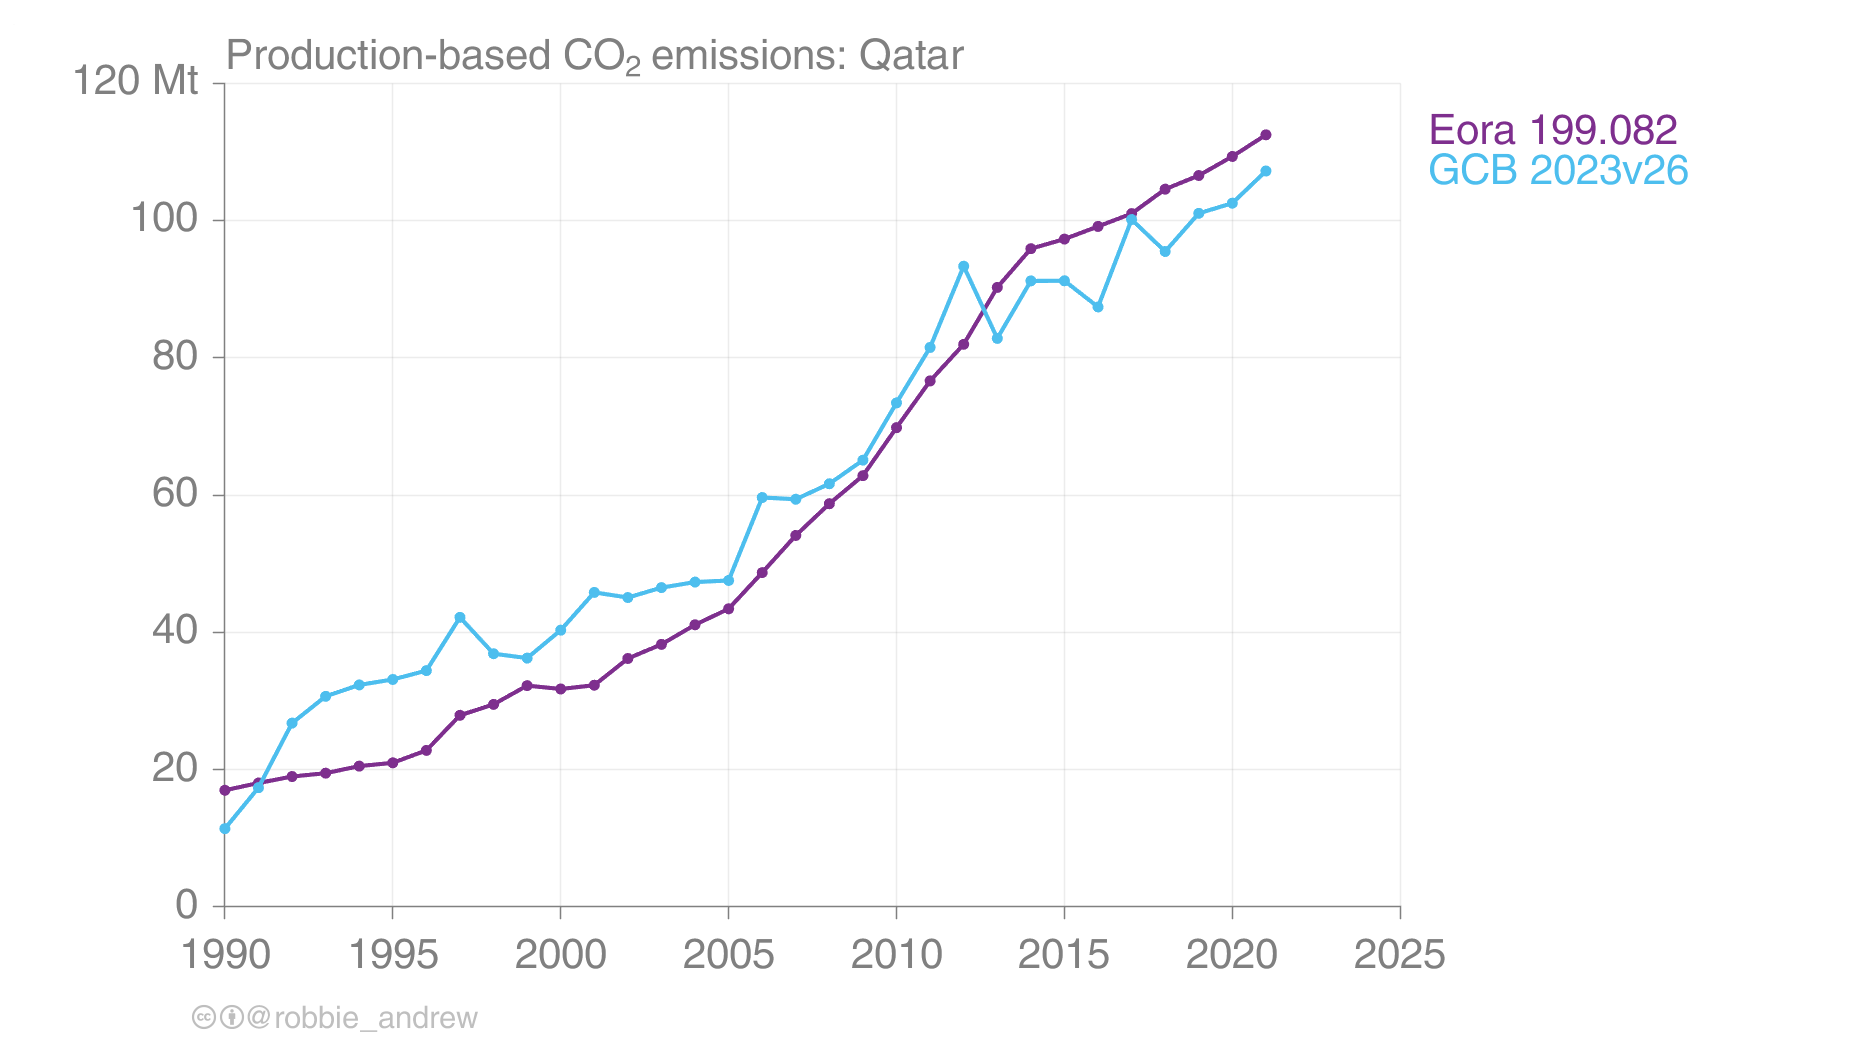 Production-based CO₂ emissions: Qatar
120 Mt
100
80
60
40
20
0
1990 1995 2000 2005 2010 2015 2020 2025
Eora 199.082
GCB 2023v26
cc @robbie_andrew